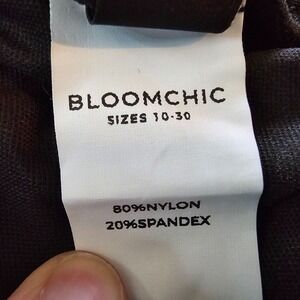 BLOOMCHIC
SIZES 10-30
80%NYLON
20%SPANDEX